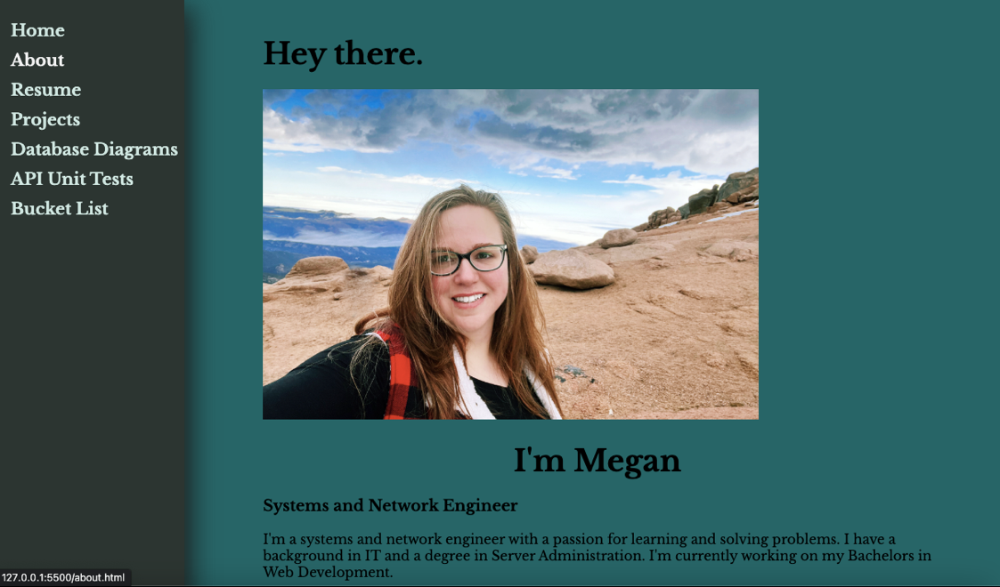 Home
About
Resume
Projects
Database Diagrams
API Unit Tests
Bucket List
Hey there.
I'm Megan
Systems and Network Engineer
I'm a systems and network engineer with a passion for learning and solving problems. I have a
background in IT and a degree in Server Administration. I'm currently working on my Bachelors in
Web Development.
127.0.0.1:5500/about.html